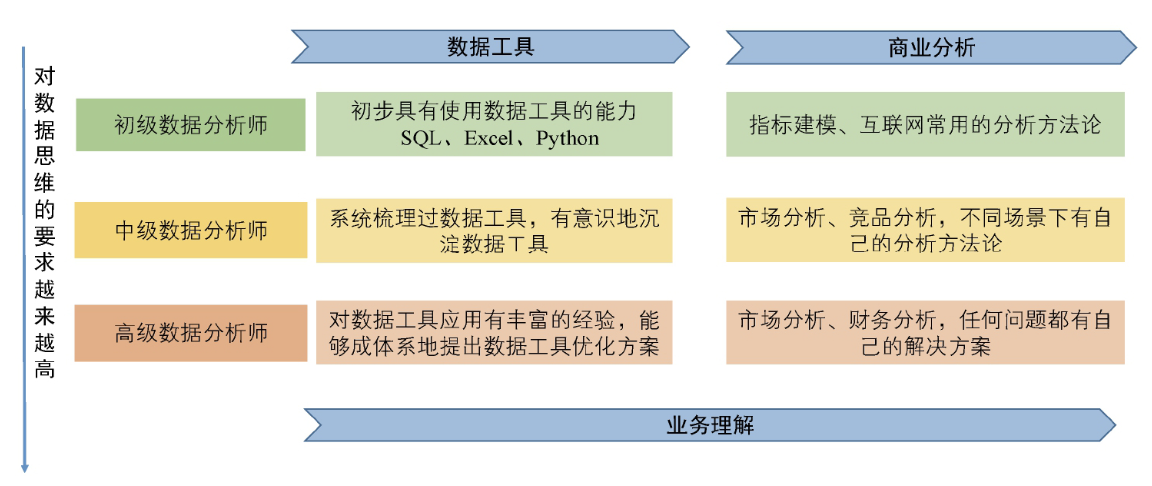 数据工具
商业分析
对数据思维的要求越来越高
初级数据分析师
初步具有使用数据工具的能力
SQL、Excel、Python
指标建模、互联网常用的分析方法论
中级数据分析师
系统梳理过数据工具，有意识地沉
淀数据工具
市场分析、竞品分析，不同场景下有自
己的分析方法论
高级数据分析师
对数据工具应用有丰富的经验，能
够成体系地提出数据工具优化方案
市场分析、财务分析，任何问题都有自
己的解决方案
业务理解